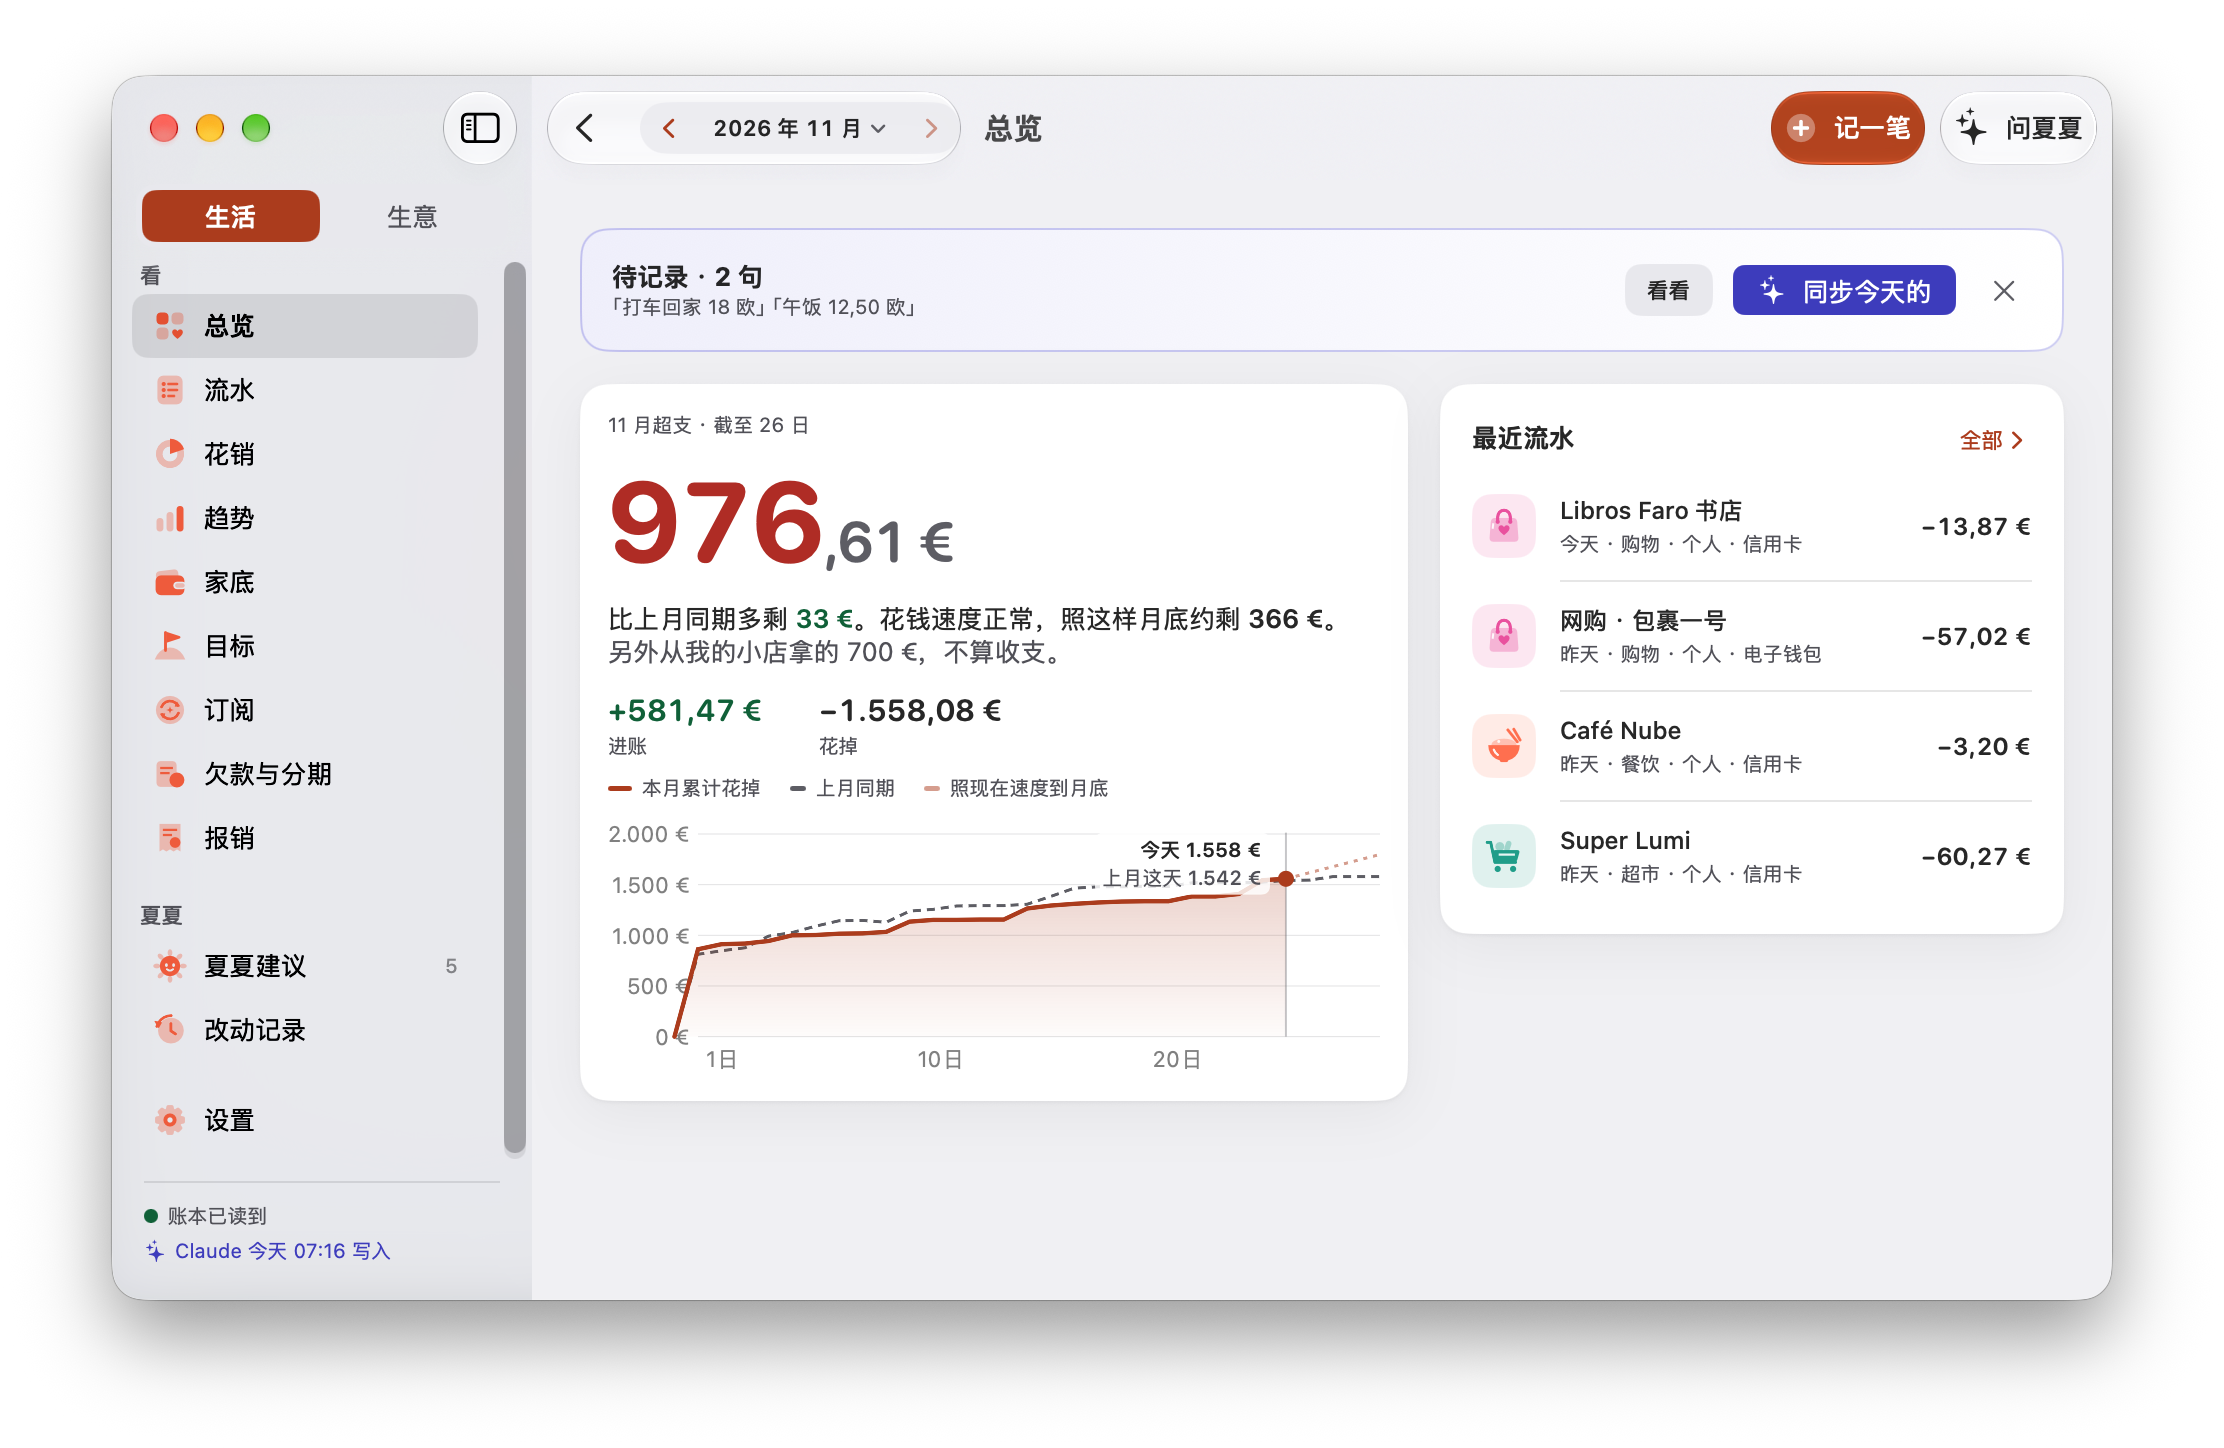 2026 年 11 月
总览
记一笔
问夏夏
生活
生意
看
总览
流水
花销
趋势
家底
目标
订阅
欠款与分期
报销
夏夏
夏夏建议 5
改动记录
设置
账本已读到
Claude 今天 07:16 写入
待记录 · 2 句
「打车回家 18 欧」「午饭 12,50 欧」
看看
同步今天的
11 月超支 · 截至 26 日
976,61 €
比上月同期多剩 33 €。花钱速度正常，照这样月底约剩 366 €。
另外从我的小店拿的 700 €，不算收支。
+581,47 € −1.558,08 €
进账 花掉
本月累计花掉 上月同期 照现在速度到月底
2.000 €
今天 1.558 €
上月这天 1.542 €
1.500 €
1.000 €
500 €
0 €
1日 10日 20日
最近流水 全部
Libros Faro 书店
今天 · 购物 · 个人 · 信用卡
−13,87 €
网购 · 包裹一号
昨天 · 购物 · 个人 · 电子钱包
−57,02 €
Café Nube
昨天 · 餐饮 · 个人 · 信用卡
−3,20 €
Super Lumi
昨天 · 超市 · 个人 · 信用卡
−60,27 €